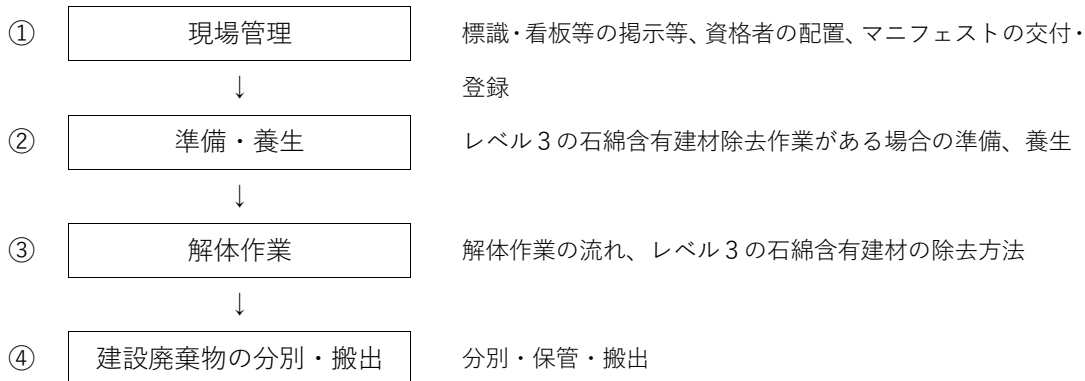 ① 現場管理 標識・看板等の掲示等、資格者の配置、マニフェストの交付・
↓ 登録
② 準備・養生 レベル３の石綿含有建材除去作業がある場合の準備、養生
↓
③ 解体作業 解体作業の流れ、レベル３の石綿含有建材の除去方法
↓
④ 建設廃棄物の分別・搬出 分別・保管・搬出